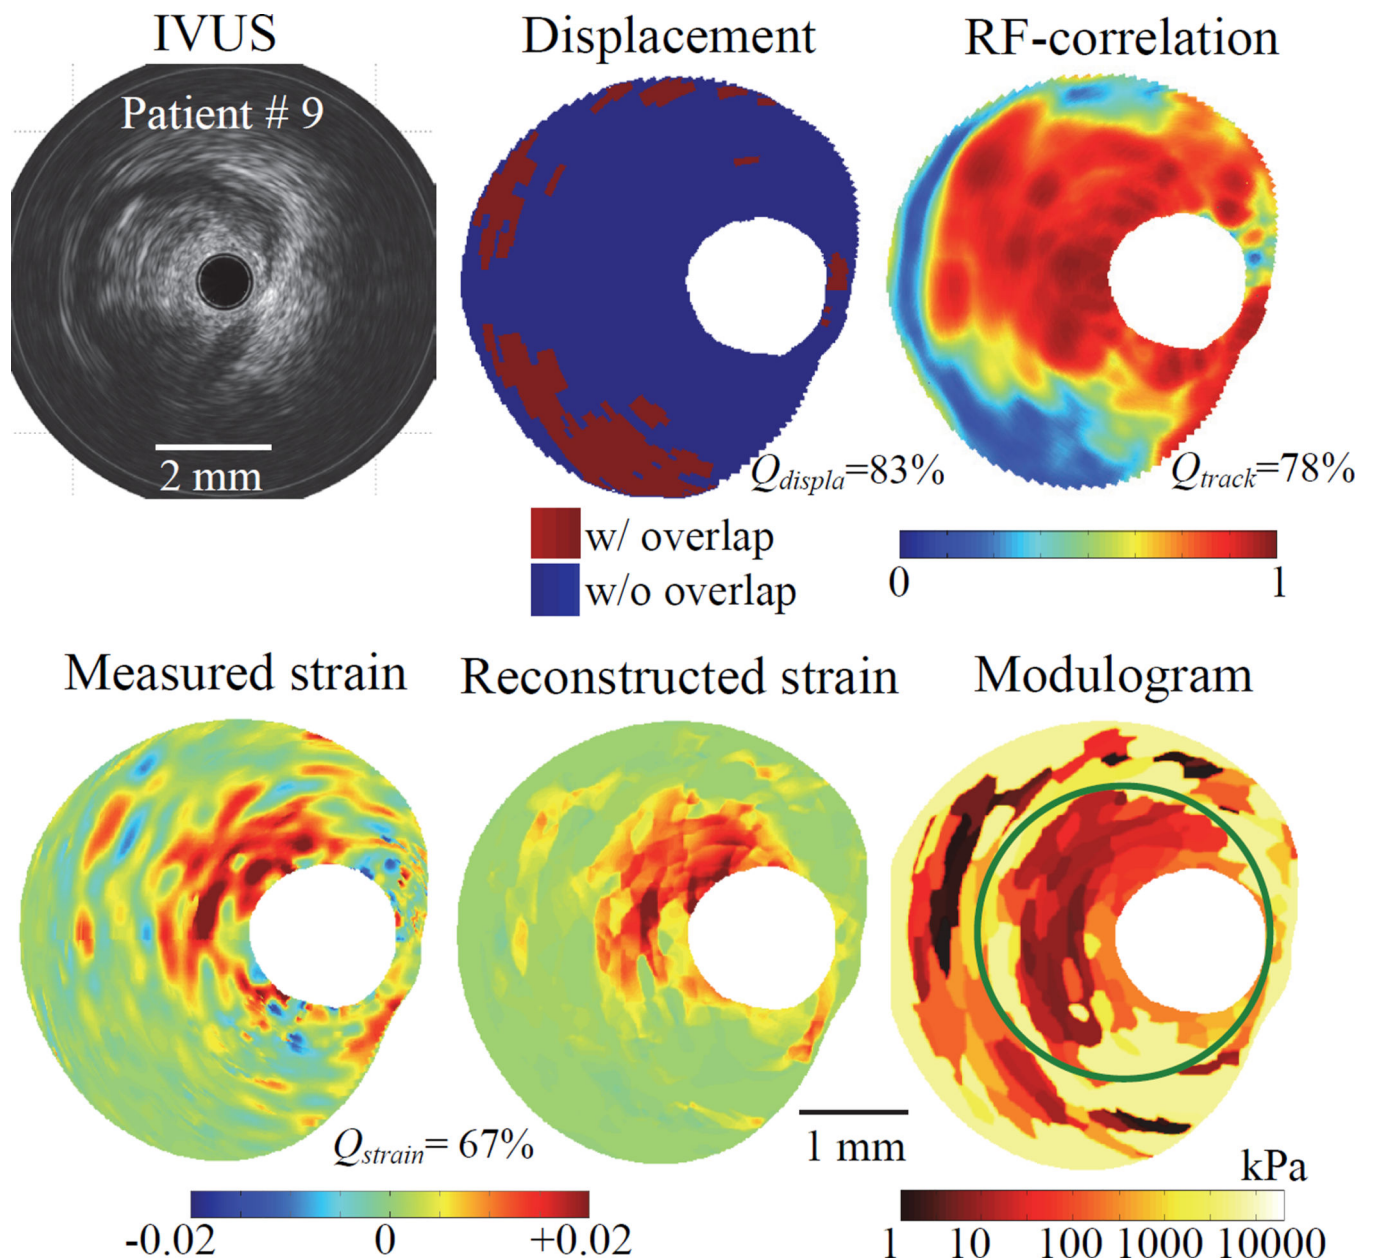 IVUS
Displacement
RF-correlation
Patient # 9
2 mm
Qdispla=83%
Qtrack=78%
w/ overlap
w/o overlap
0 1
Measured strain
Reconstructed strain
Modulogram
Qstrain= 67%
1 mm
kPa
-0.02 0 +0.02
1 10 100 1000 10000